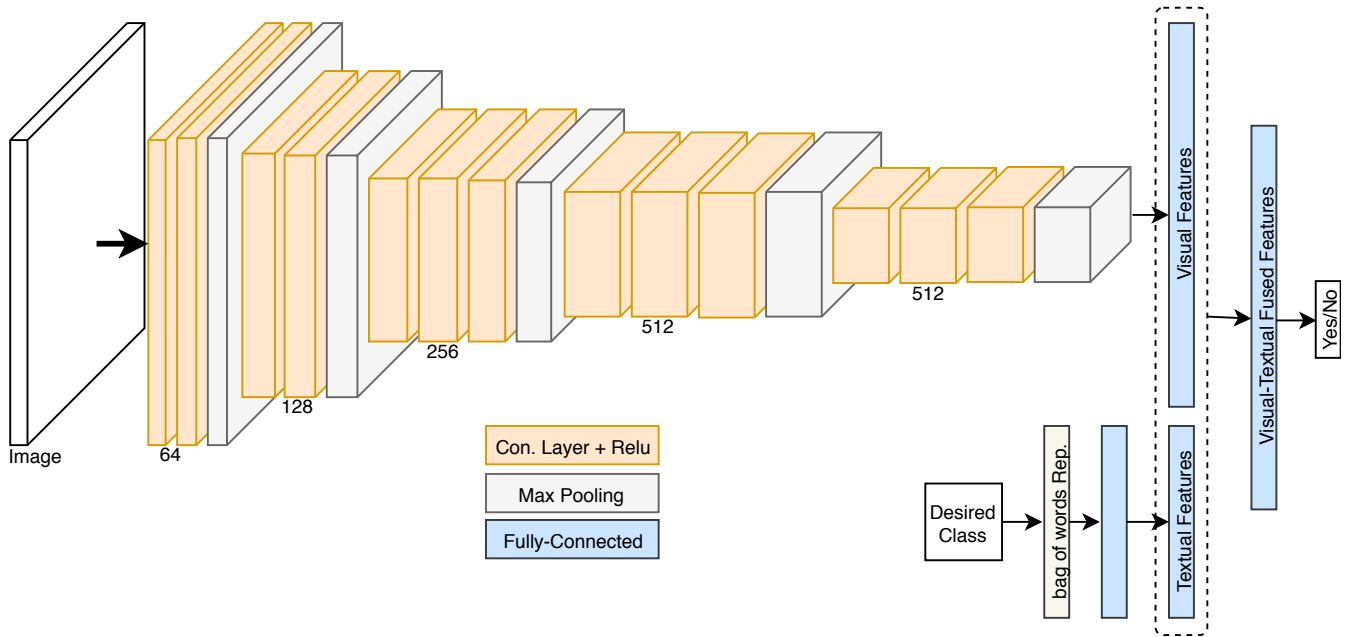 Image
64
128
256
512
512
Con. Layer + Relu
Max Pooling
Fully-Connected
Desired
Class
bag of words Rep.
Visual Features
Textual Features
Visual-Textual Fused Features
Yes/No